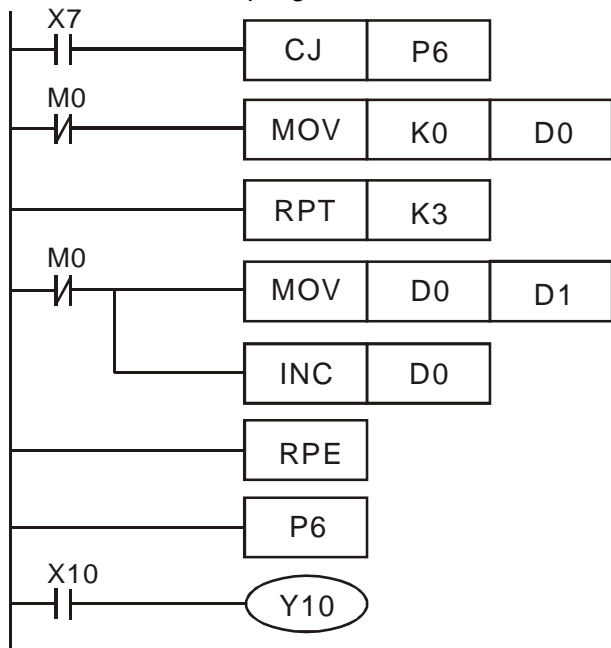 X7
CJ P6
M0
MOV K0 D0
RPT K3
M0
MOV D0 D1
INC D0
RPE
P6
X10
Y10